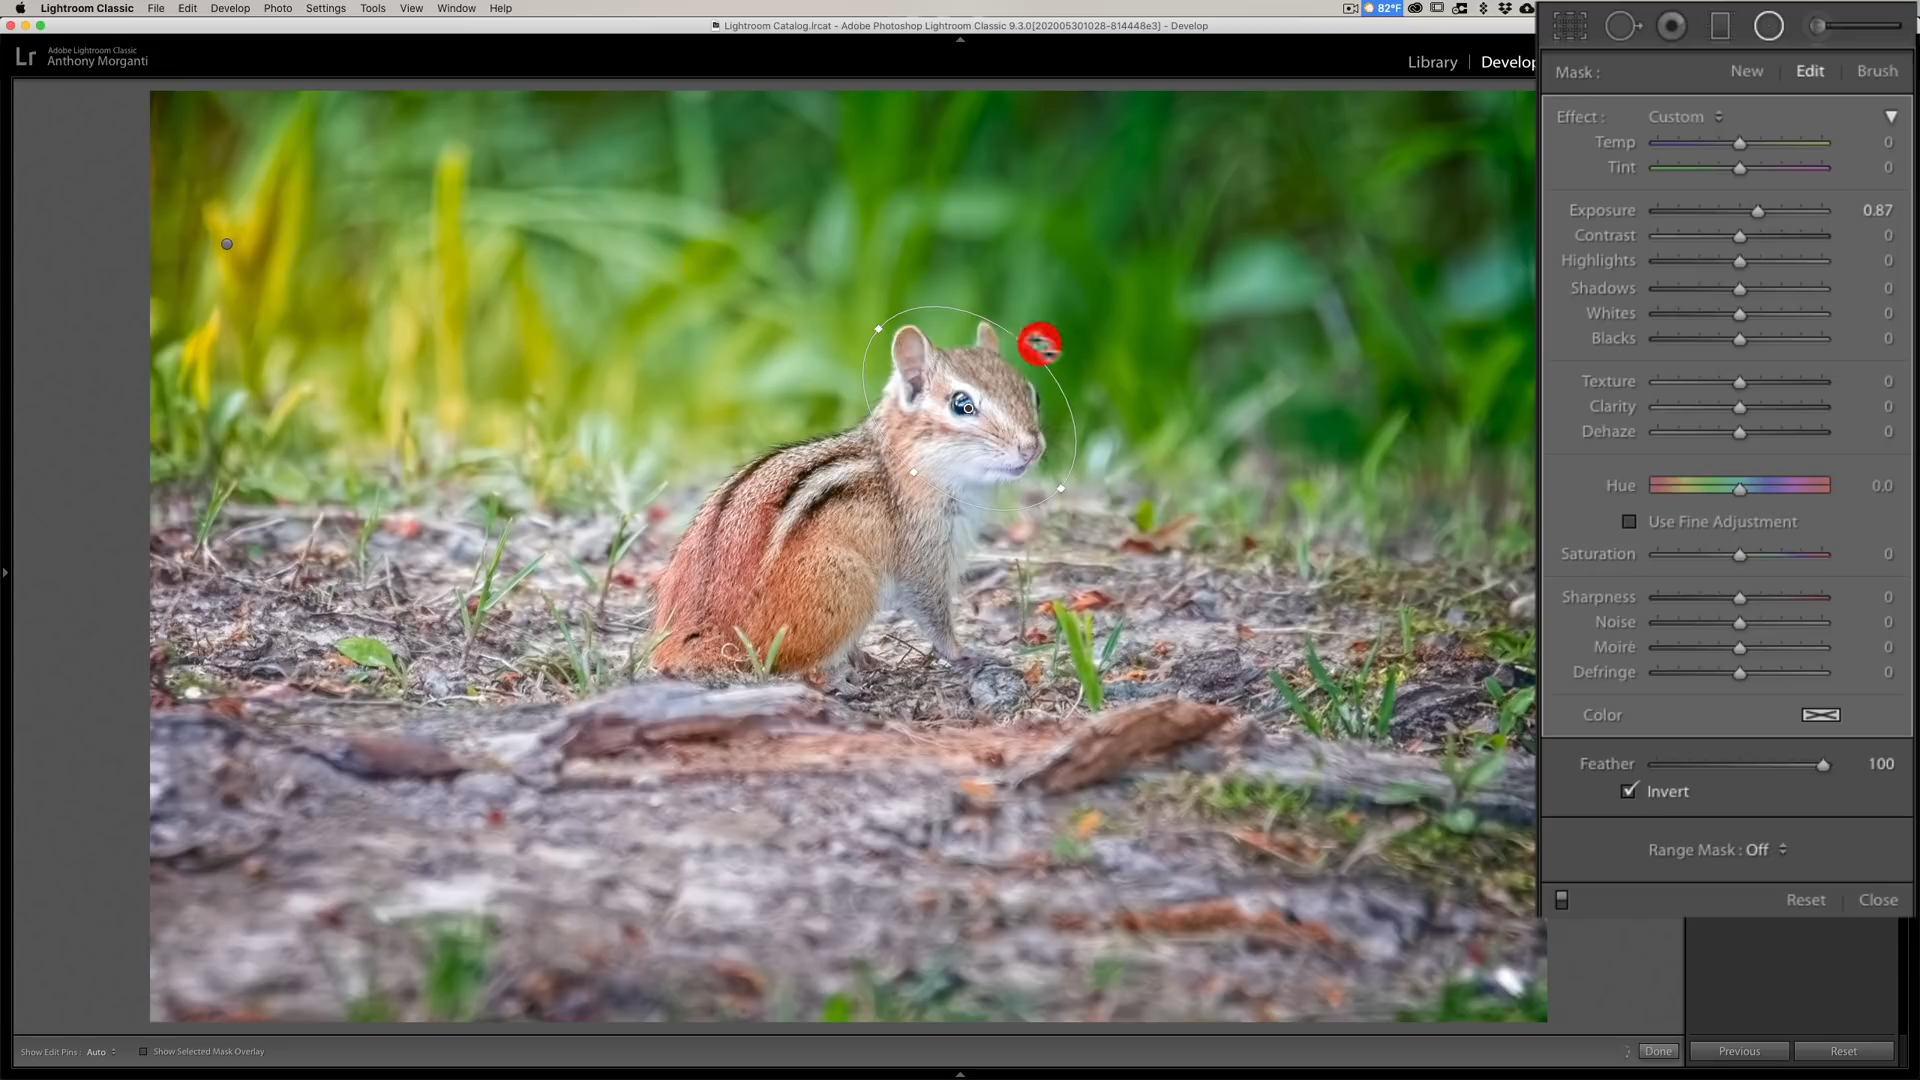 Lightroom Classic File Edit Develop Photo Settings Tools View Window Help 82°F
Lightroom Catalog.lrcat - Adobe Photoshop Lightroom Classic 9.3.0[202005301028-814448e3] - Develop
Lr Adobe Lightroom Classic
Anthony Morganti
Library | Develop
Mask : New | Edit | Brush
Effect : Custom
Temp 0
Tint 0
Exposure 0.87
Contrast 0
Highlights 0
Shadows 0
Whites 0
Blacks 0
Texture 0
Clarity 0
Dehaze 0
Hue 0.0
Use Fine Adjustment
Saturation 0
Sharpness 0
Noise 0
Moiré 0
Defringe 0
Color
Feather 100
Invert
Range Mask : Off
Reset Close
Show Edit Pins : Auto Show Selected Mask Overlay Done Previous Reset